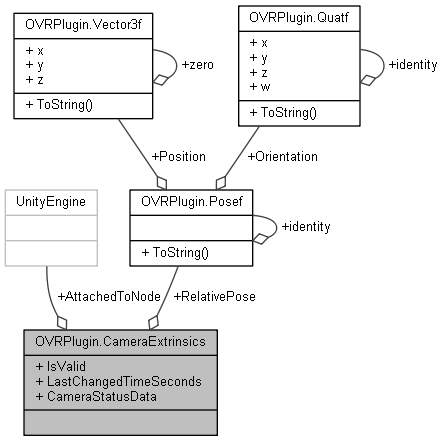 OVRPlugin.Vector3f
+ x
+ y
+ z
+ ToString()
+zero
OVRPlugin.Quatf
+ x
+ y
+ z
+ w
+ ToString()
+identity
+Position
+Orientation
UnityEngine
OVRPlugin.Posef
+ ToString()
+identity
+AttachedToNode
+RelativePose
OVRPlugin.CameraExtrinsics
+ IsValid
+ LastChangedTimeSeconds
+ CameraStatusData